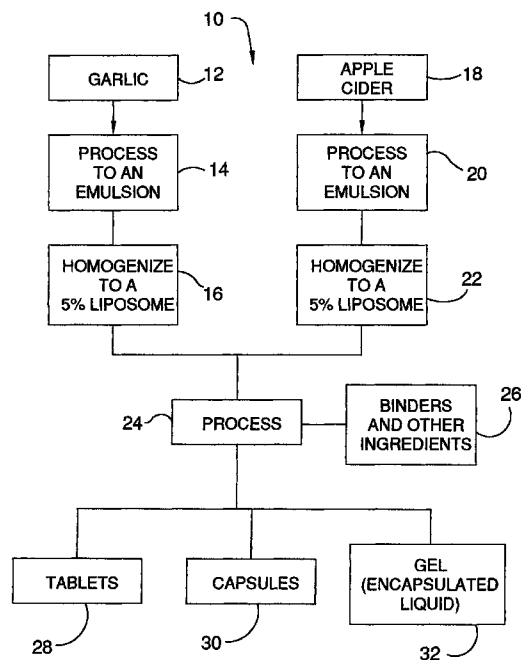 10
GARLIC
12
APPLE
CIDER
18
PROCESS
TO AN
EMULSION
14
PROCESS
TO AN
EMULSION
20
HOMOGENIZE
TO A
5% LIPOSOME
16
HOMOGENIZE
TO A
5% LIPOSOME
22
24
PROCESS
BINDERS
AND OTHER
INGREDIENTS
26
TABLETS
28
CAPSULES
30
GEL
(ENCAPSULATED
LIQUID)
32